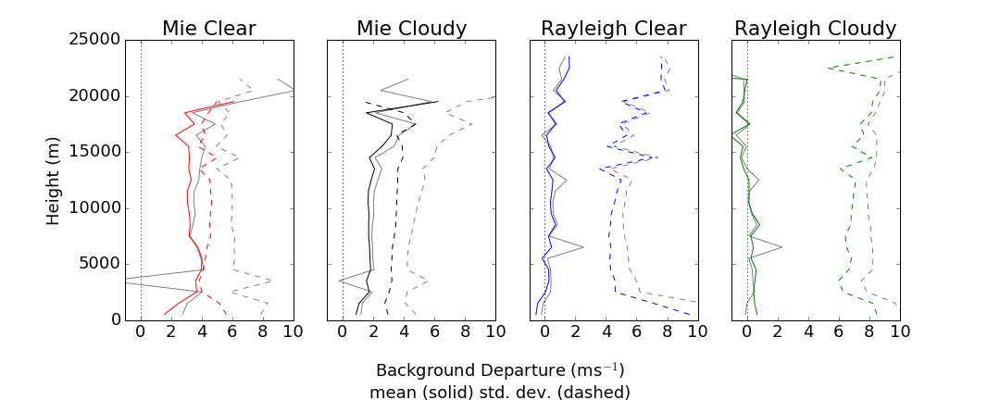 Mie Clear Mie Cloudy Rayleigh Clear Rayleigh Cloudy
25000
20000
15000
10000
5000
0
Height (m)
0 2 4 6 8 10 0 2 4 6 8 10 0 2 4 6 8 10 0 2 4 6 8 10
Background Departure (ms⁻¹)
mean (solid) std. dev. (dashed)